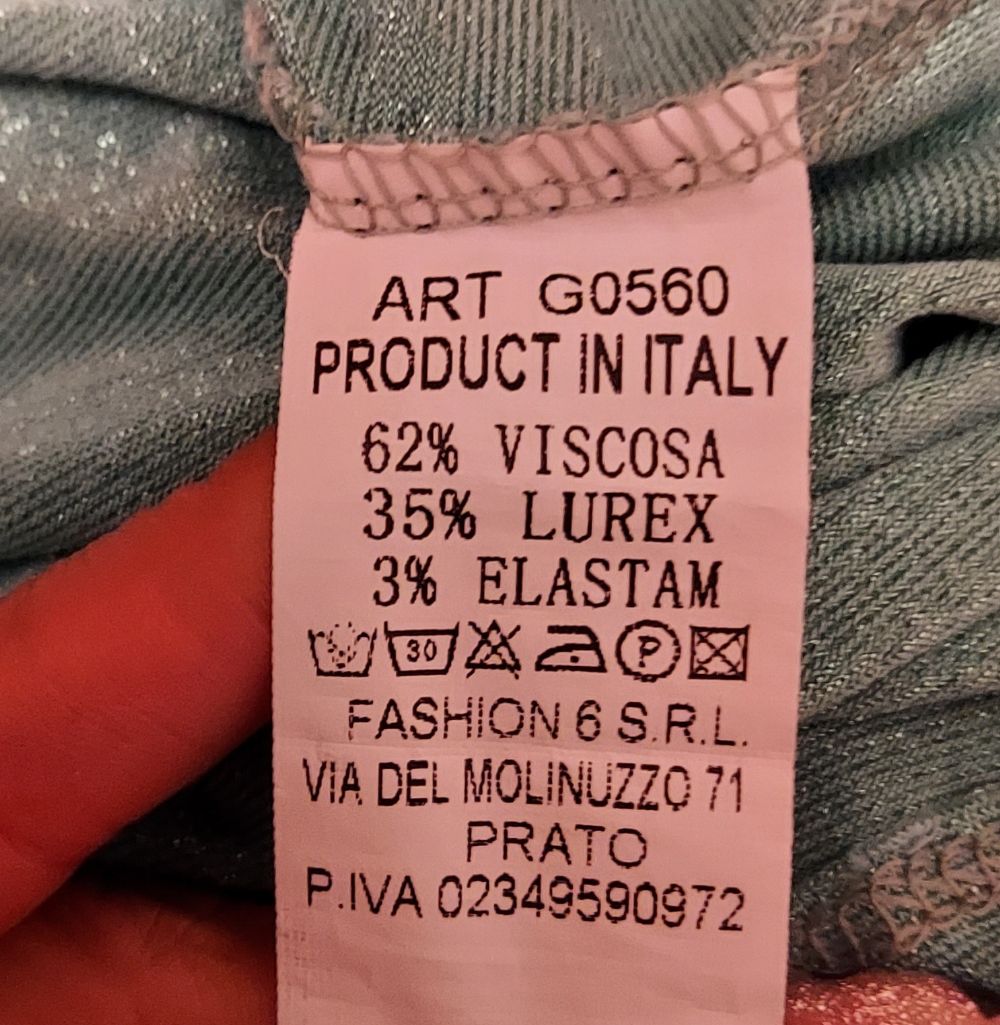 ART G0560
PRODUCT IN ITALY
62% VISCOSA
35% LUREX
3% ELASTAM
30 P
FASHION 6 S.R.L.
VIA DEL MOLINUZZO 71
PRATO
P.IVA 02349590972